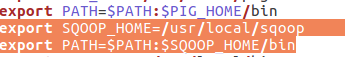 export PATH=$PATH:$PIG_HOME/bin
export SQOOP_HOME=/usr/local/sqoop
export PATH=$PATH:$SQOOP_HOME/bin